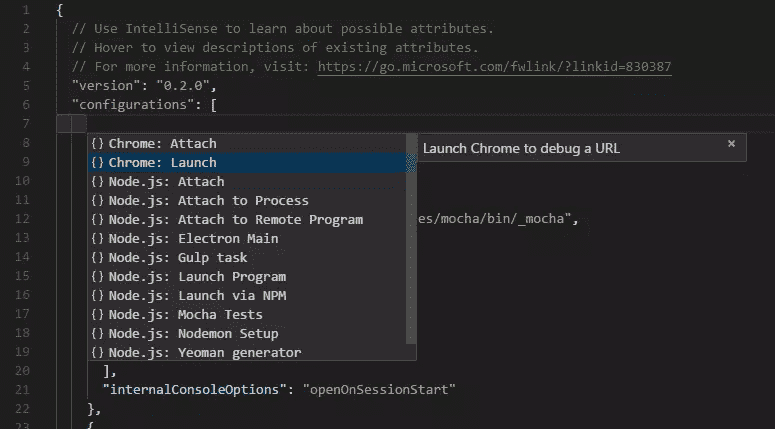 1 {
2 // Use IntelliSense to learn about possible attributes.
3 // Hover to view descriptions of existing attributes.
4 // For more information, visit: https://go.microsoft.com/fwlink/?linkid=830387
5 "version": "0.2.0",
6 "configurations": [
7
8 {} Chrome: Attach Launch Chrome to debug a URL ×
9 {} Chrome: Launch
10 {} Node.js: Attach
11 {} Node.js: Attach to Process
12 {} Node.js: Attach to Remote Program es/mocha/bin/_mocha",
13 {} Node.js: Electron Main
14 {} Node.js: Gulp task
15 {} Node.js: Launch Program
16 {} Node.js: Launch via NPM
17 {} Node.js: Mocha Tests
18 {} Node.js: Nodemon Setup
19 {} Node.js: Yeoman generator
20 ],
21 "internalConsoleOptions": "openOnSessionStart"
22 },
23 {